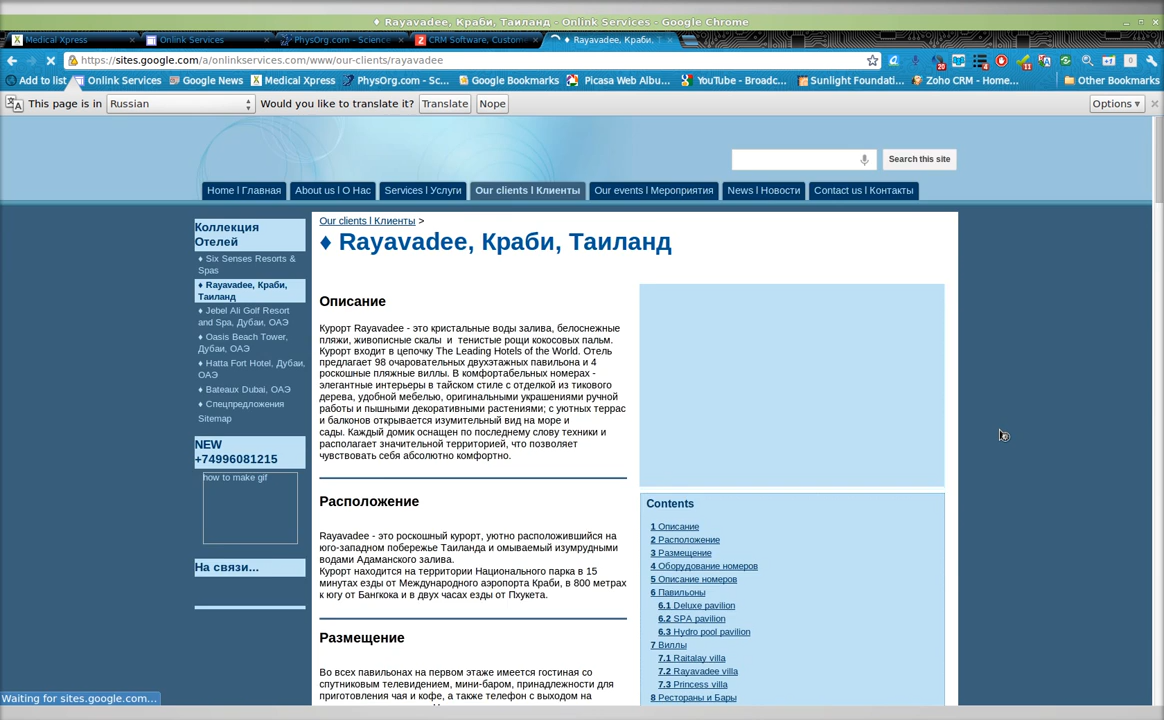 ♦ Rayavadee, Краби, Таиланд - Onlink Services - Google Chrome
Medical Xpress
Onlink Services
PhysOrg.com - Science
CRM Software, Custom
♦ Rayavadee, Краби, Т
https://sites.google.com/a/onlinkservices.com/www/our-clients/rayavadee
Add to list
Onlink Services
Google News
Medical Xpress
PhysOrg.com - Sc...
Google Bookmarks
Picasa Web Albu...
YouTube - Broadc...
Sunlight Foundati...
Zoho CRM - Home...
Other Bookmarks
This page is in Russian Would you like to translate it? Translate Nope Options
Search this site
Home l Главная
About us l О Нас
Services l Услуги
Our clients l Клиенты
Our events l Мероприятия
News l Новости
Contact us l Контакты
Коллекция
Отелей
♦ Six Senses Resorts &
Spas
♦ Rayavadee, Краби,
Таиланд
♦ Jebel Ali Golf Resort
and Spa, Дубаи, ОАЭ
♦ Oasis Beach Tower,
Дубаи, ОАЭ
♦ Hatta Fort Hotel, Дубаи,
ОАЭ
♦ Bateaux Dubai, ОАЭ
♦ Спецпредложения
Sitemap
NEW
+74996081215
how to make gif
На связи...
Our clients l Клиенты >
♦ Rayavadee, Краби, Таиланд
Описание
Курорт Rayavadee - это кристальные воды залива, белоснежные
пляжи, живописные скалы и тенистые рощи кокосовых пальм.
Курорт входит в цепочку The Leading Hotels of the World. Отель
предлагает 98 очаровательных двухэтажных павильона и 4
роскошные пляжные виллы. В комфортабельных номерах -
элегантные интерьеры в тайском стиле с отделкой из тикового
дерева, удобной мебелью, оригинальными украшениями ручной
работы и пышными декоративными растениями; с уютных террас
и балконов открывается изумительный вид на море и
сады. Каждый домик оснащен по последнему слову техники и
располагает значительной территорией, что позволяет
чувствовать себя абсолютно комфортно.
Расположение
Rayavadee - это роскошный курорт, уютно расположившийся на
юго-западном побережье Таиланда и омываемый изумрудными
водами Адаманского залива.
Курорт находится на территории Национального парка в 15
минутах езды от Международного аэропорта Краби, в 800 метрах
к югу от Бангкока и в двух часах езды от Пхукета.
Размещение
Во всех павильонах на первом этаже имеется гостиная со
спутниковым телевидением, мини-баром, принадлежности для
приготовления чая и кофе, а также телефон с выходом на
Contents
1 Описание
2 Расположение
3 Размещение
4 Оборудование номеров
5 Описание номеров
6 Павильоны
6.1 Deluxe pavilion
6.2 SPA pavilion
6.3 Hydro pool pavilion
7 Виллы
7.1 Raitalay villa
7.2 Rayavadee villa
7.3 Princess villa
8 Рестораны и Бары
Waiting for sites.google.com...